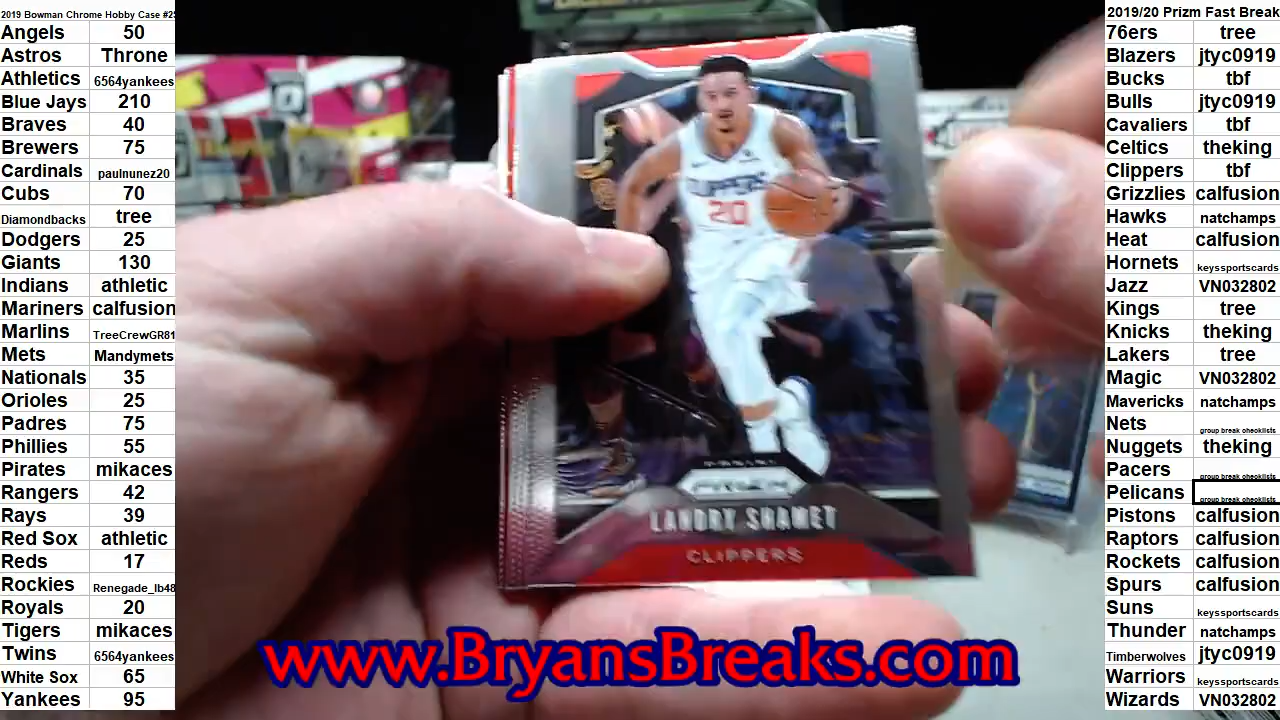 2019 Bowman Chrome Hobby Case #2
Angels 50
Astros Throne
Athletics 6564yankees
Blue Jays 210
Braves 40
Brewers 75
Cardinals paulnunez20
Cubs 70
Diamondbacks tree
Dodgers 25
Giants 130
Indians athletic
Mariners calfusion
Marlins TreeCrewGR81
Mets Mandymets
Nationals 35
Orioles 25
Padres 75
Phillies 55
Pirates mikaces
Rangers 42
Rays 39
Red Sox athletic
Reds 17
Rockies Renegade_lb48
Royals 20
Tigers mikaces
Twins 6564yankees
White Sox 65
Yankees 95
CLIPPERS
20
PANINI
PRIZM
LANDRY SHAMET
CLIPPERS
www.BryansBreaks.com
2019/20 Prizm Fast Break
76ers tree
Blazers jtyc0919
Bucks tbf
Bulls jtyc0919
Cavaliers tbf
Celtics theking
Clippers tbf
Grizzlies calfusion
Hawks natchamps
Heat calfusion
Hornets keyssportscards
Jazz VN032802
Kings tree
Knicks theking
Lakers tree
Magic VN032802
Mavericks natchamps
Nets group break checklists
Nuggets theking
Pacers group break checklists
Pelicans group break checklists
Pistons calfusion
Raptors calfusion
Rockets calfusion
Spurs calfusion
Suns keyssportscards
Thunder natchamps
Timberwolves jtyc0919
Warriors keyssportscards
Wizards VN032802